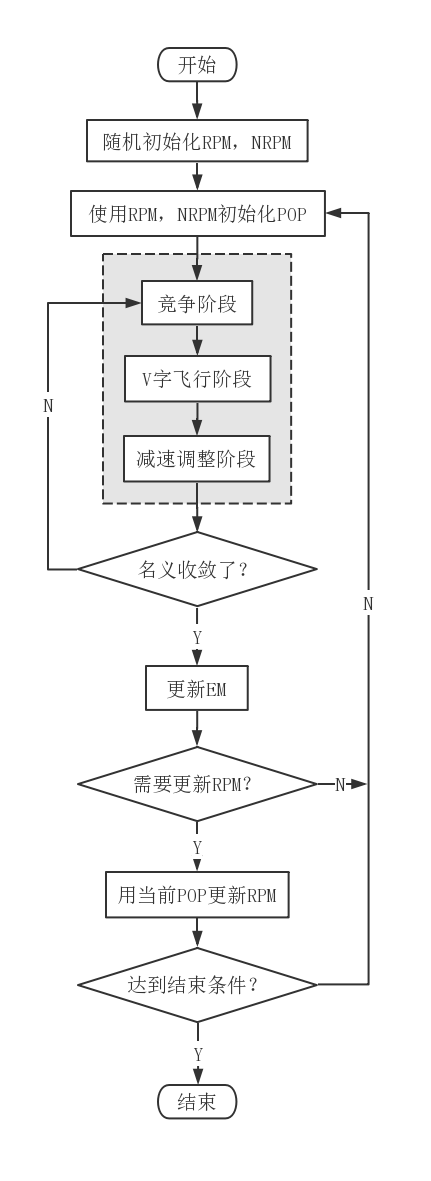 开始
随机初始化RPM，NRPM
使用RPM，NRPM初始化POP
竞争阶段
V字飞行阶段
N
减速调整阶段
名义收敛了？
N
Y
更新EM
需要更新RPM？
N
Y
用当前POP更新RPM
达到结束条件？
Y
结束